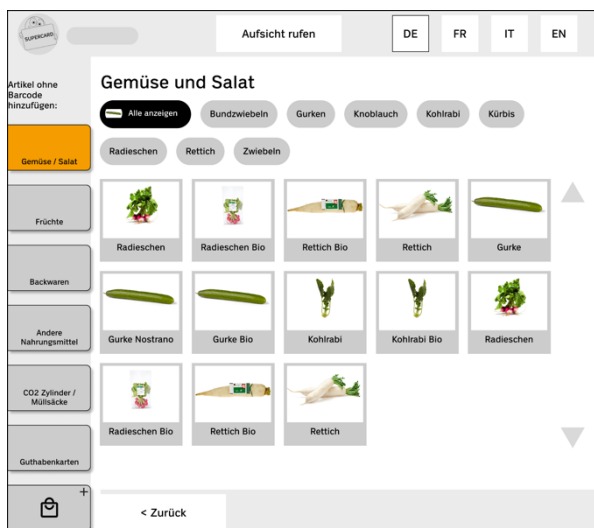 SUPERCARD
Aufsicht rufen
DE
FR
IT
EN
Artikel ohne
Barcode
hinzufügen:
Gemüse / Salat
Früchte
Backwaren
Andere
Nahrungsmittel
CO2 Zylinder /
Müllsäcke
Guthabenkarten
+
Gemüse und Salat
Alle anzeigen
Bundzwiebeln
Gurken
Knoblauch
Kohlrabi
Kürbis
Radieschen
Rettich
Zwiebeln
Radieschen
Radieschen Bio
Rettich Bio
Rettich
Gurke
Gurke Nostrano
Gurke Bio
Kohlrabi
Kohlrabi Bio
Radieschen
Radieschen Bio
Rettich Bio
Rettich
< Zurück